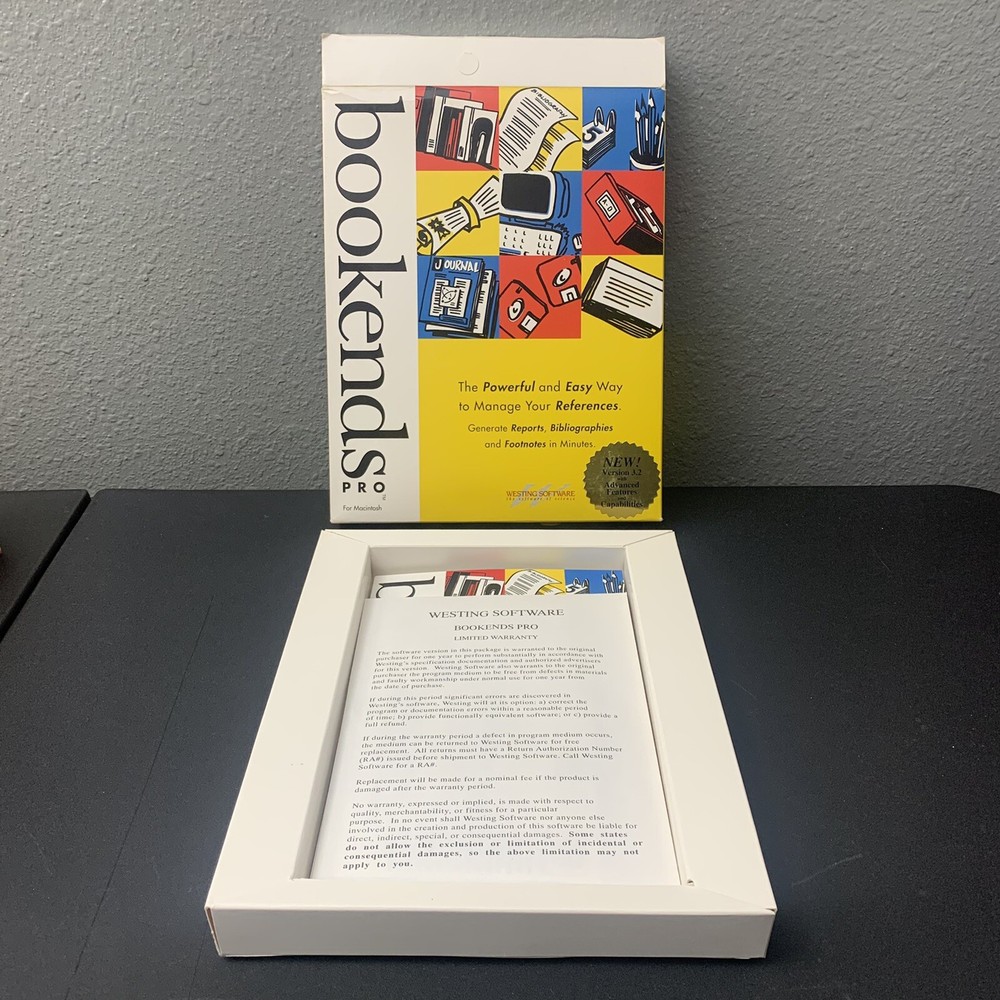 bookends
PRO™
For Macintosh
BIBLIOGRAPHY
5
A-D
JOURNAL
The Powerful and Easy Way
to Manage Your References.
Generate Reports, Bibliographies
and Footnotes in Minutes.
WESTING SOFTWARE
NEW!
Version 3.2
with
Advanced
Features
and
Capabilities
WESTING SOFTWARE
BOOKENDS PRO
LIMITED WARRANTY
The software version in this package is warranted to the original
purchaser for one year to perform substantially in accordance with
Westing's specification documentation and authorized advertisers
for this version. Westing Software also warrants to the original
purchaser the program medium to be free from defects in materials
and faulty workmanship under normal use for one year from
the date of purchase.
If during this period significant errors are discovered in
Westing's software, Westing will at its option: a) correct the
program or documentation errors within a reasonable period
of time; b) provide functionally equivalent software; or c) provide a
full refund.
If during the warranty period a defect in program medium occurs,
the medium can be returned to Westing Software for free
replacement. All returns must have a Return Authorization Number
(RA#) issued before shipment to Westing Software. Call Westing
Software for a RA#.
Replacement will be made for a nominal fee if the product is
damaged after the warranty period.
No warranty, expressed or implied, is made with respect to
quality, merchantability, or fitness for a particular
purpose. In no event shall Westing Software nor anyone else
involved in the creation and production of this software be liable for
direct, indirect, special, or consequential damages. Some states
do not allow the exclusion or limitation of incidental or
consequential damages, so the above limitation may not
apply to you.